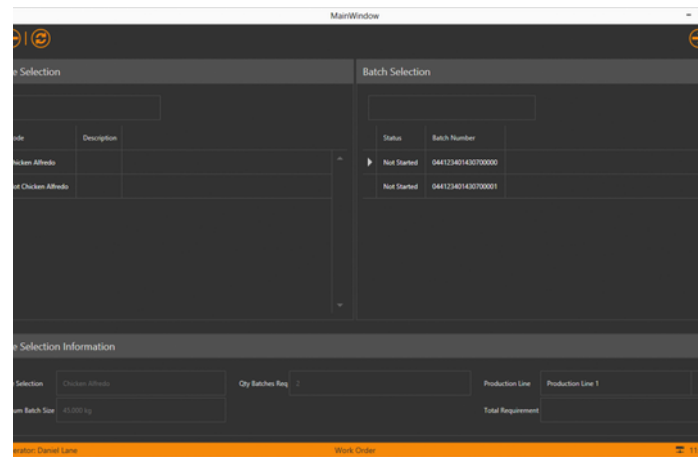 MainWindow
e Selection
Batch Selection
ode Description
Status Batch Number
hicken Alfredo
Not Started 044123401430700000
ot Chicken Alfredo
Not Started 044123401430700001
e Selection Information
Selection Chicken Alfredo Qty Batches Req 2 Production Line Production Line 1
um Batch Size 45,000 kg Total Requirement
erator: Daniel Lane Work Order 11